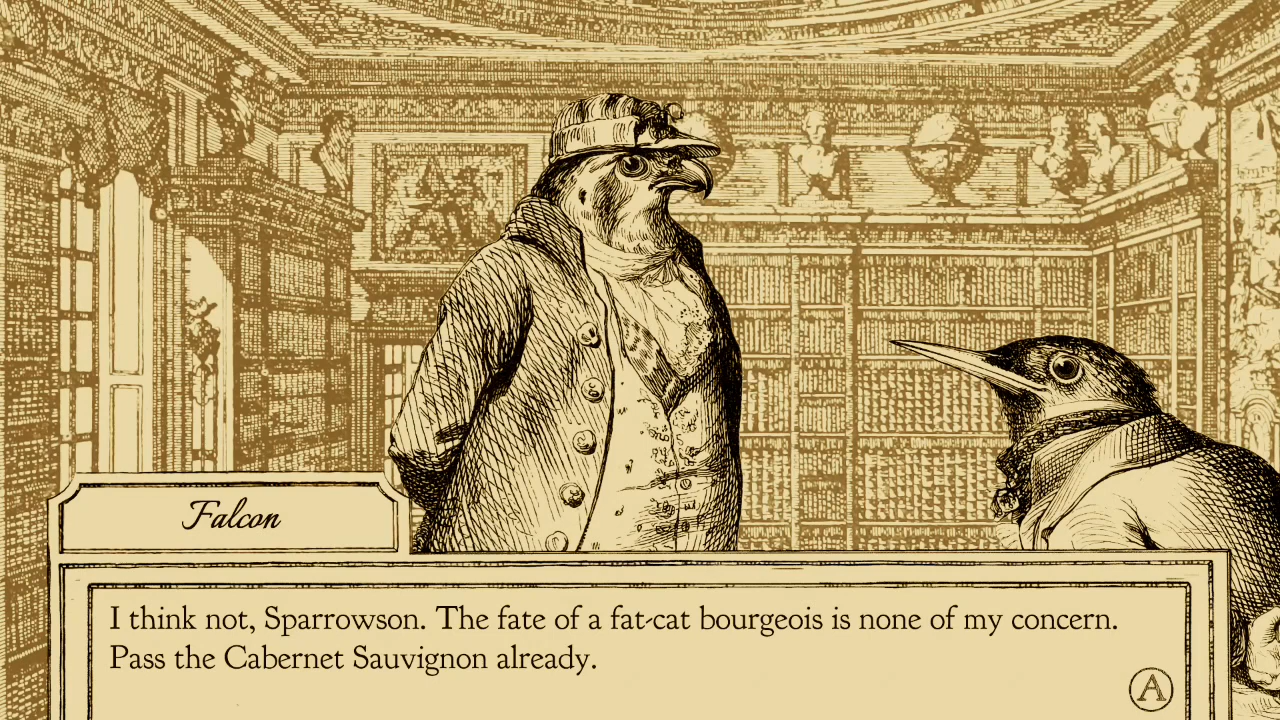 Falcon
I think not, Sparrowson. The fate of a fat-cat bourgeois is none of my concern.
Pass the Cabernet Sauvignon already.
A